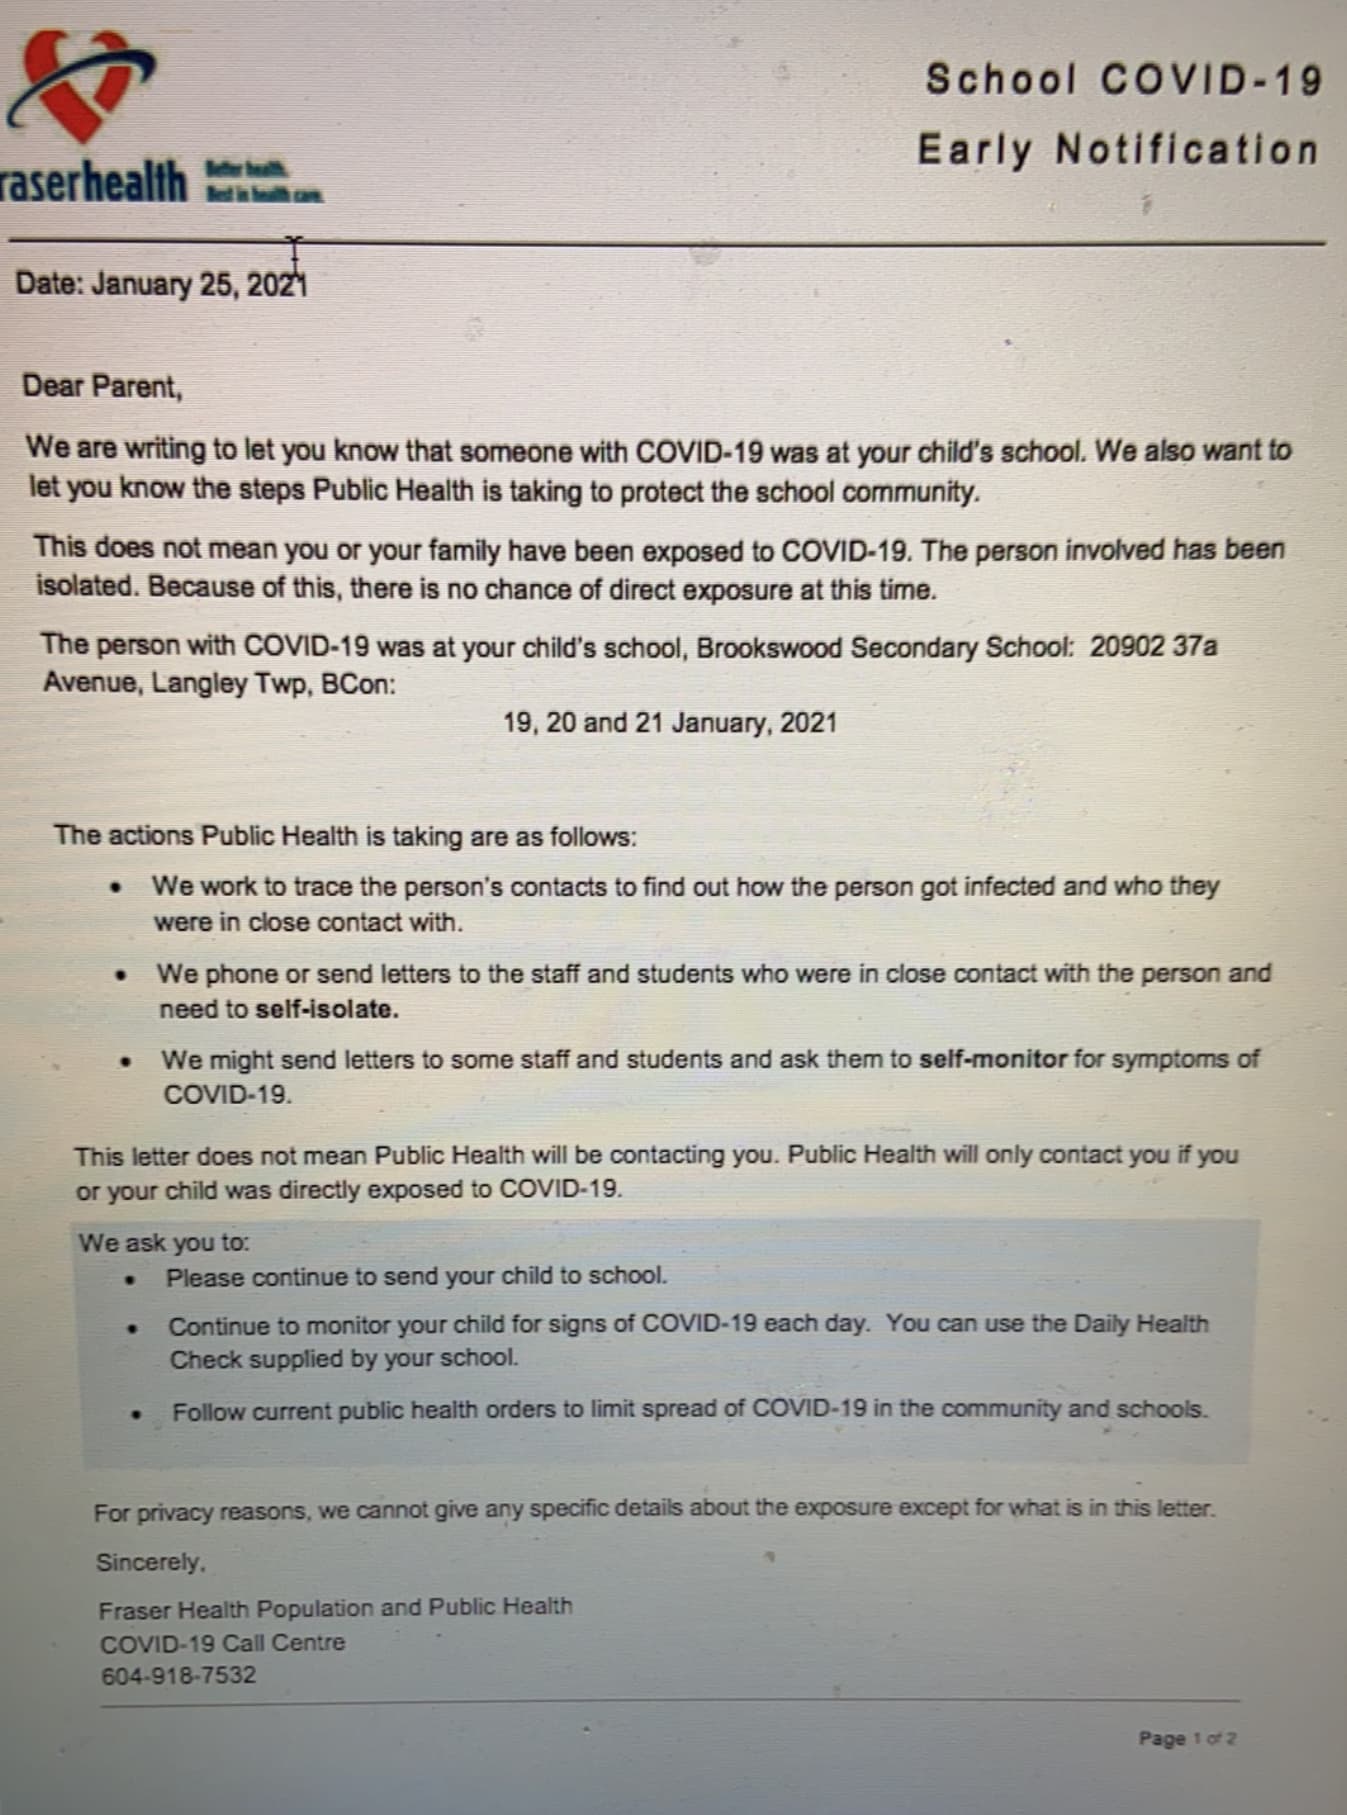 raserhealth
Better health.
Best in health care.
School COVID-19
Early Notification
Date: January 25, 2021
Dear Parent,
We are writing to let you know that someone with COVID-19 was at your child's school. We also want to
let you know the steps Public Health is taking to protect the school community.
This does not mean you or your family have been exposed to COVID-19. The person involved has been
isolated. Because of this, there is no chance of direct exposure at this time.
The person with COVID-19 was at your child's school, Brookswood Secondary School: 20902 37a
Avenue, Langley Twp, BCon:
19, 20 and 21 January, 2021
The actions Public Health is taking are as follows:
• We work to trace the person's contacts to find out how the person got infected and who they
were in close contact with.
• We phone or send letters to the staff and students who were in close contact with the person and
need to self-isolate.
• We might send letters to some staff and students and ask them to self-monitor for symptoms of
COVID-19.
This letter does not mean Public Health will be contacting you. Public Health will only contact you if you
or your child was directly exposed to COVID-19.
We ask you to:
• Please continue to send your child to school.
• Continue to monitor your child for signs of COVID-19 each day. You can use the Daily Health
Check supplied by your school.
• Follow current public health orders to limit spread of COVID-19 in the community and schools.
For privacy reasons, we cannot give any specific details about the exposure except for what is in this letter.
Sincerely,
Fraser Health Population and Public Health
COVID-19 Call Centre
604-918-7532
Page 1 of 2